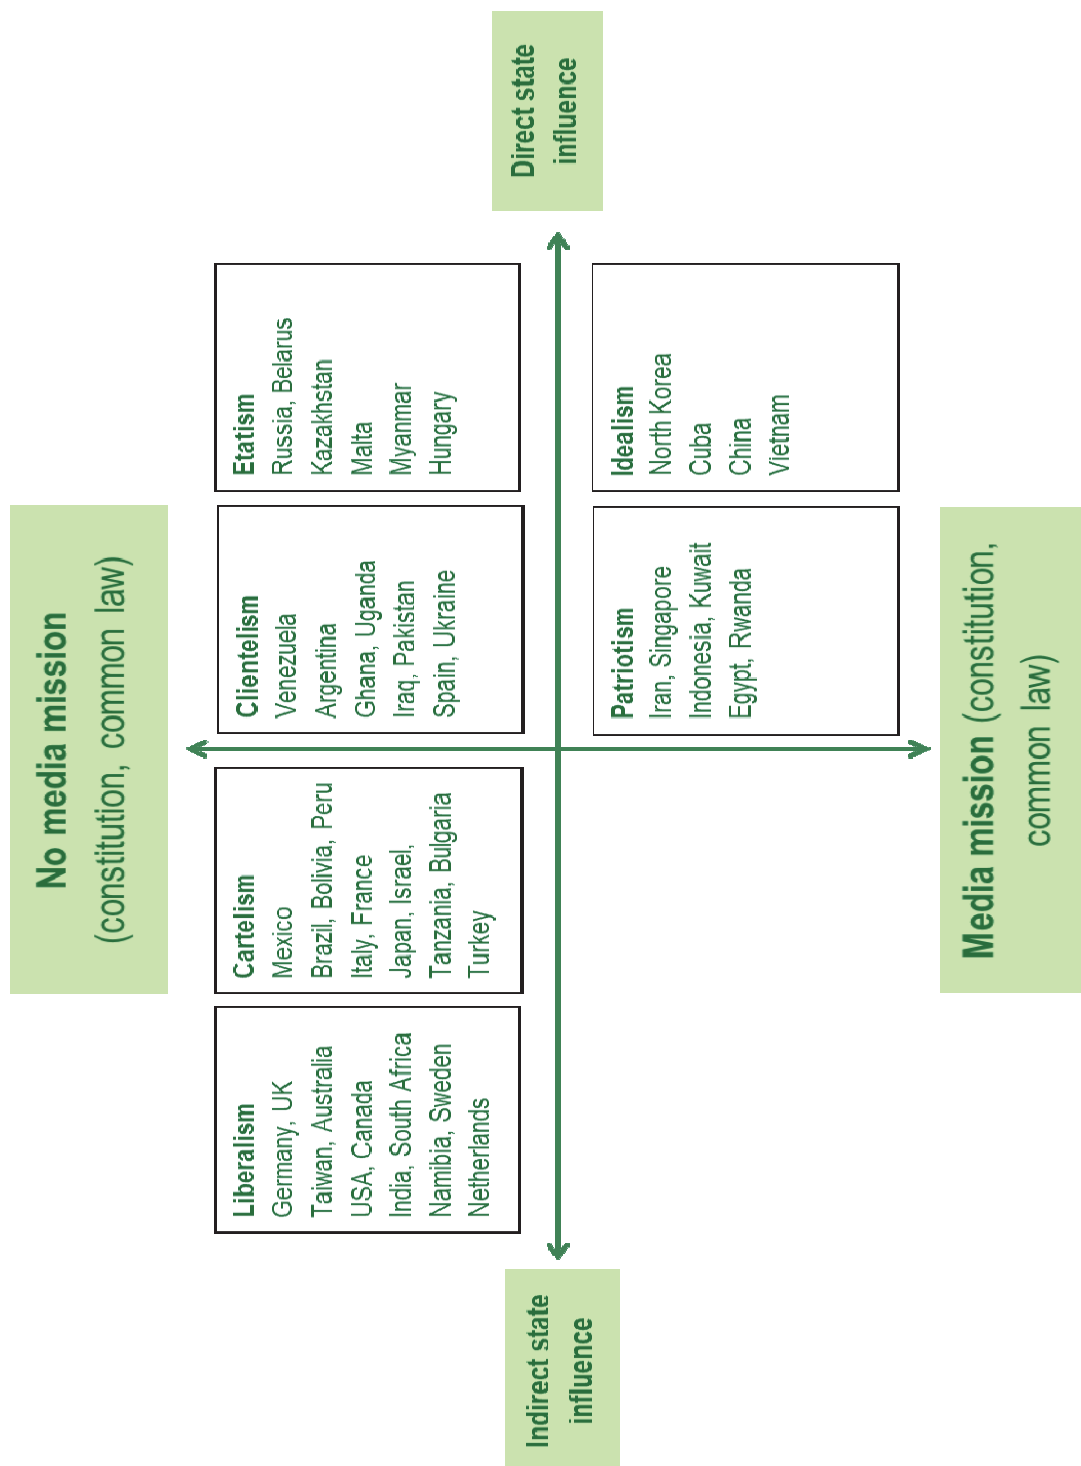 No media mission
(constitution, common law)
Liberalism
Germany, UK
Taiwan, Australia
USA, Canada
India, South Africa
Namibia, Sweden
Netherlands
Cartelism
Mexico
Brazil, Bolivia, Peru
Italy, France
Japan, Israel,
Tanzania, Bulgaria
Turkey
Clientelism
Venezuela
Argentina
Ghana, Uganda
Iraq, Pakistan
Spain, Ukraine
Etatism
Russia, Belarus
Kazakhstan
Malta
Myanmar
Hungary
Indirect state
influence
Direct state
influence
Patriotism
Iran, Singapore
Indonesia, Kuwait
Egypt, Rwanda
Idealism
North Korea
Cuba
China
Vietnam
Media mission (constitution,
common law)